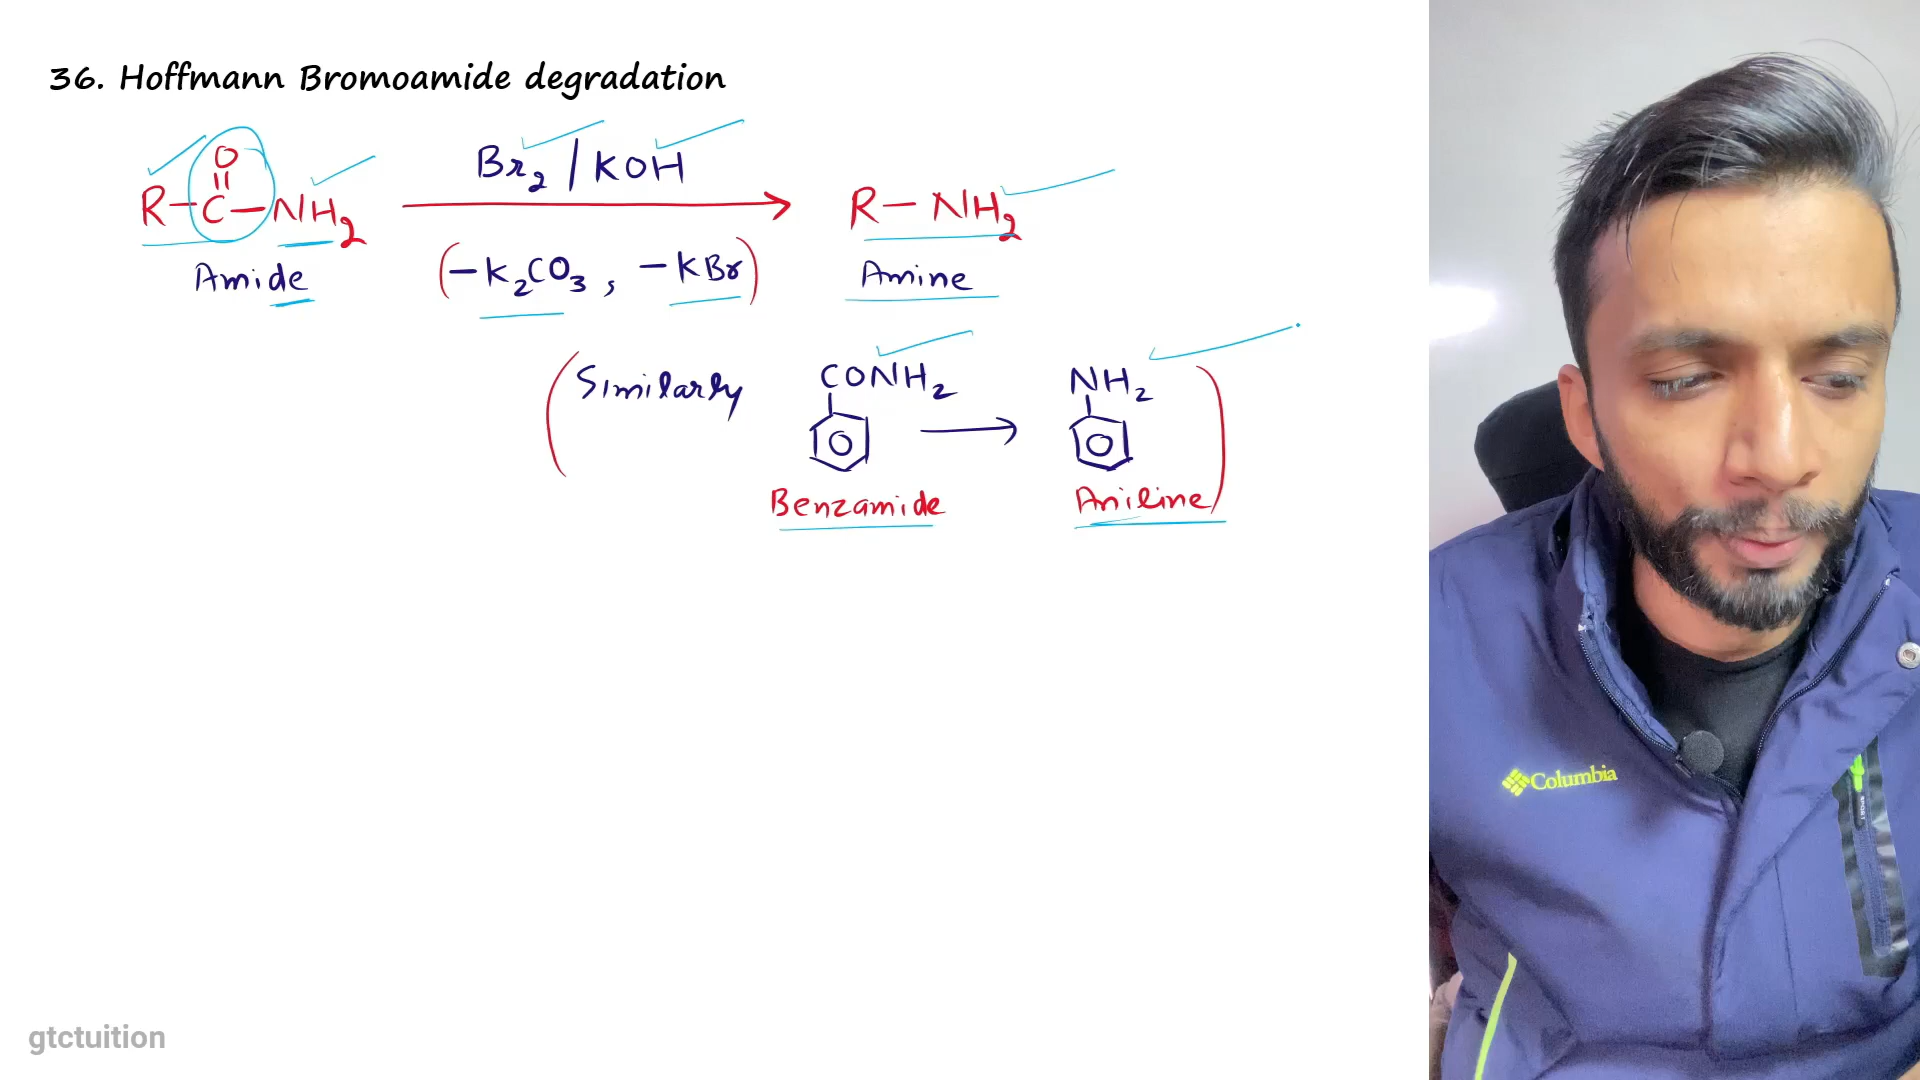 36. Hoffmann Bromoamide degradation
O
R-C-NH2
Br2/KOH
R-NH2
Amide
(-K2CO3, -KBr)
Amine
(Similarly
CONH2
NH2
)
Benzamide
Aniline
Columbia
gtctuition